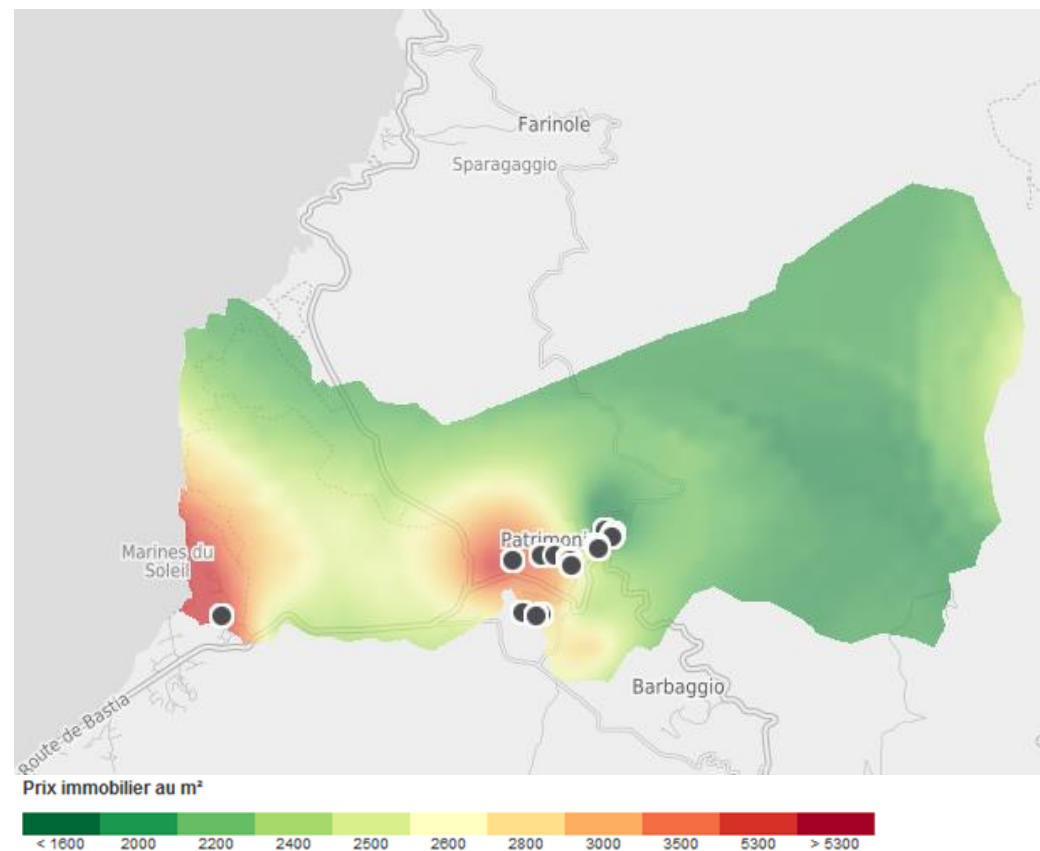 Farinole
Sparagaggio
Patrimoni
Marines du
Soleil
Barbaggio
Route de Bastia
Prix immobilier au m²
< 1600 2000 2200 2400 2500 2600 2800 3000 3500 5300 > 5300